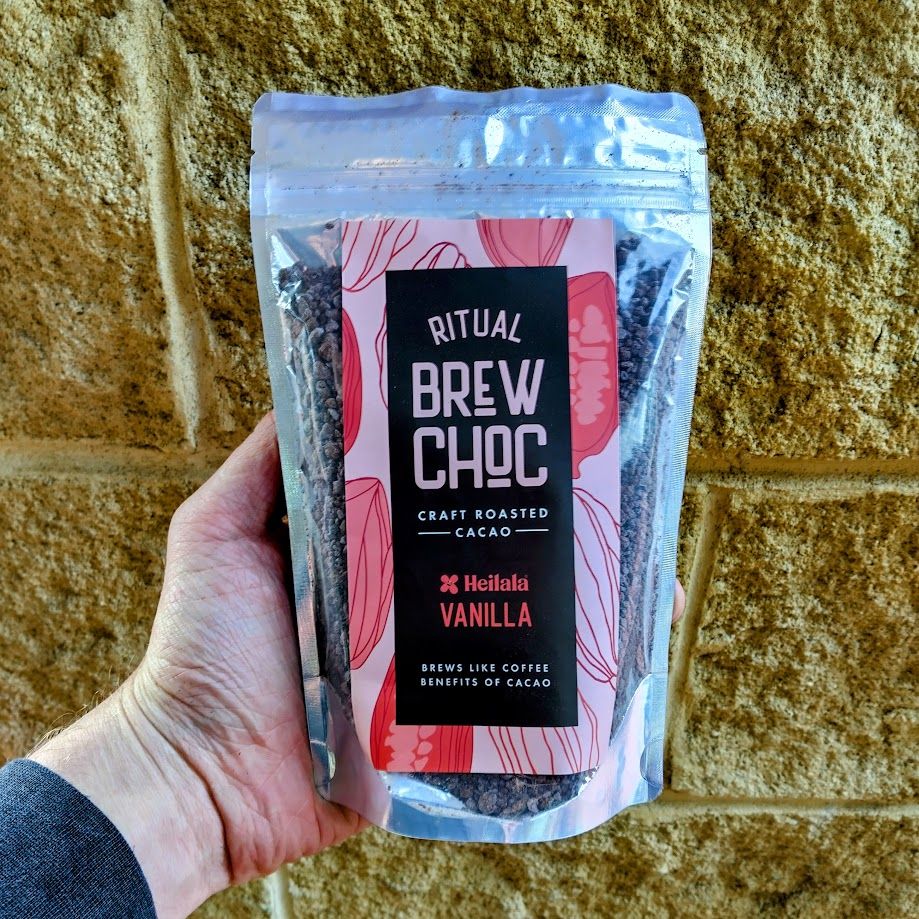 RITUAL
BREW
CHOC
CRAFT ROASTED
CACAO
Heilala
VANILLA
BREWS LIKE COFFEE
BENEFITS OF CACAO